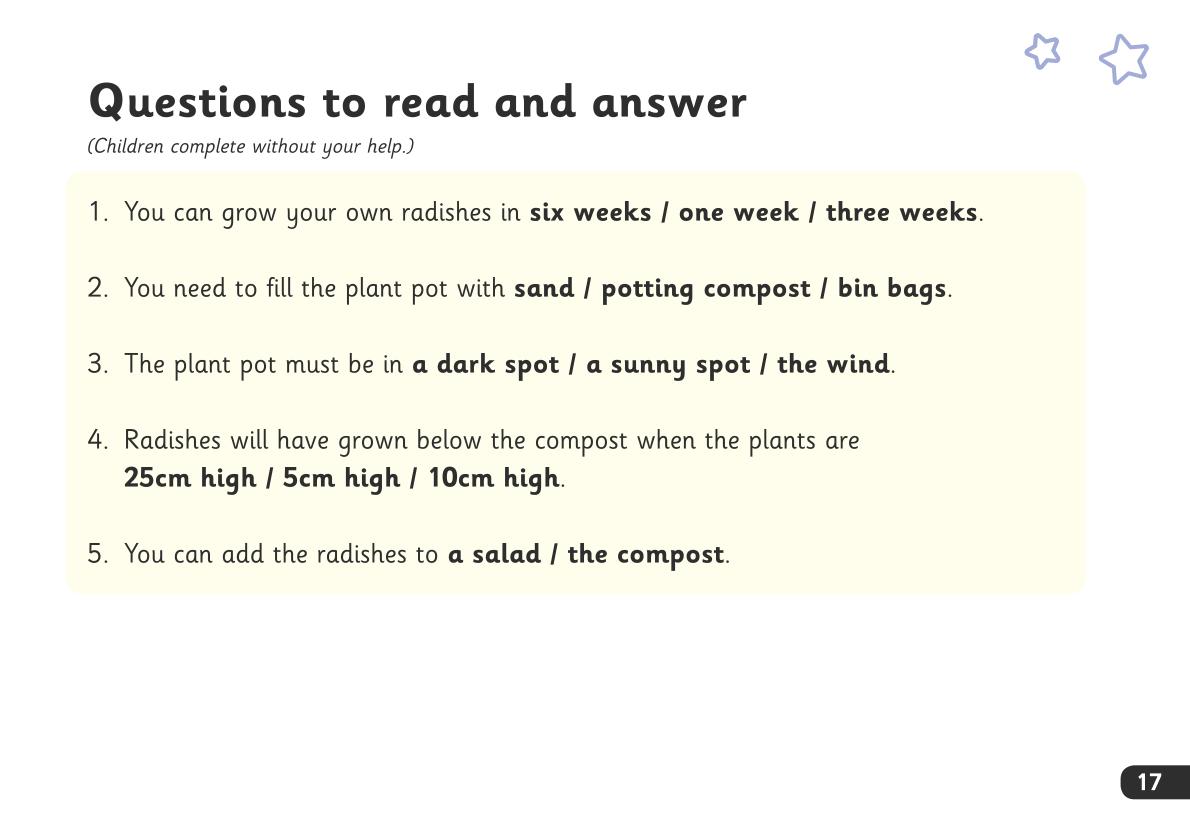 Questions to read and answer
(Children complete without your help.)
1. You can grow your own radishes in six weeks / one week / three weeks.
2. You need to fill the plant pot with sand / potting compost / bin bags.
3. The plant pot must be in a dark spot / a sunny spot / the wind.
4. Radishes will have grown below the compost when the plants are
25cm high / 5cm high / 10cm high.
5. You can add the radishes to a salad / the compost.
17